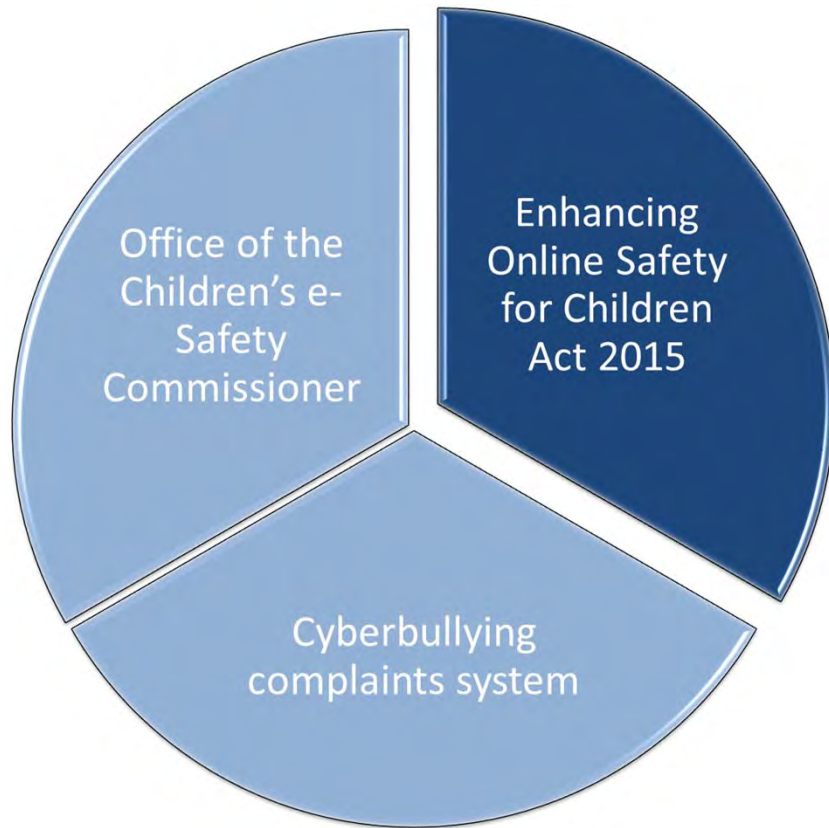 Office of the
Children’s e-
Safety
Commissioner
Enhancing
Online Safety
for Children
Act 2015
Cyberbullying
complaints system